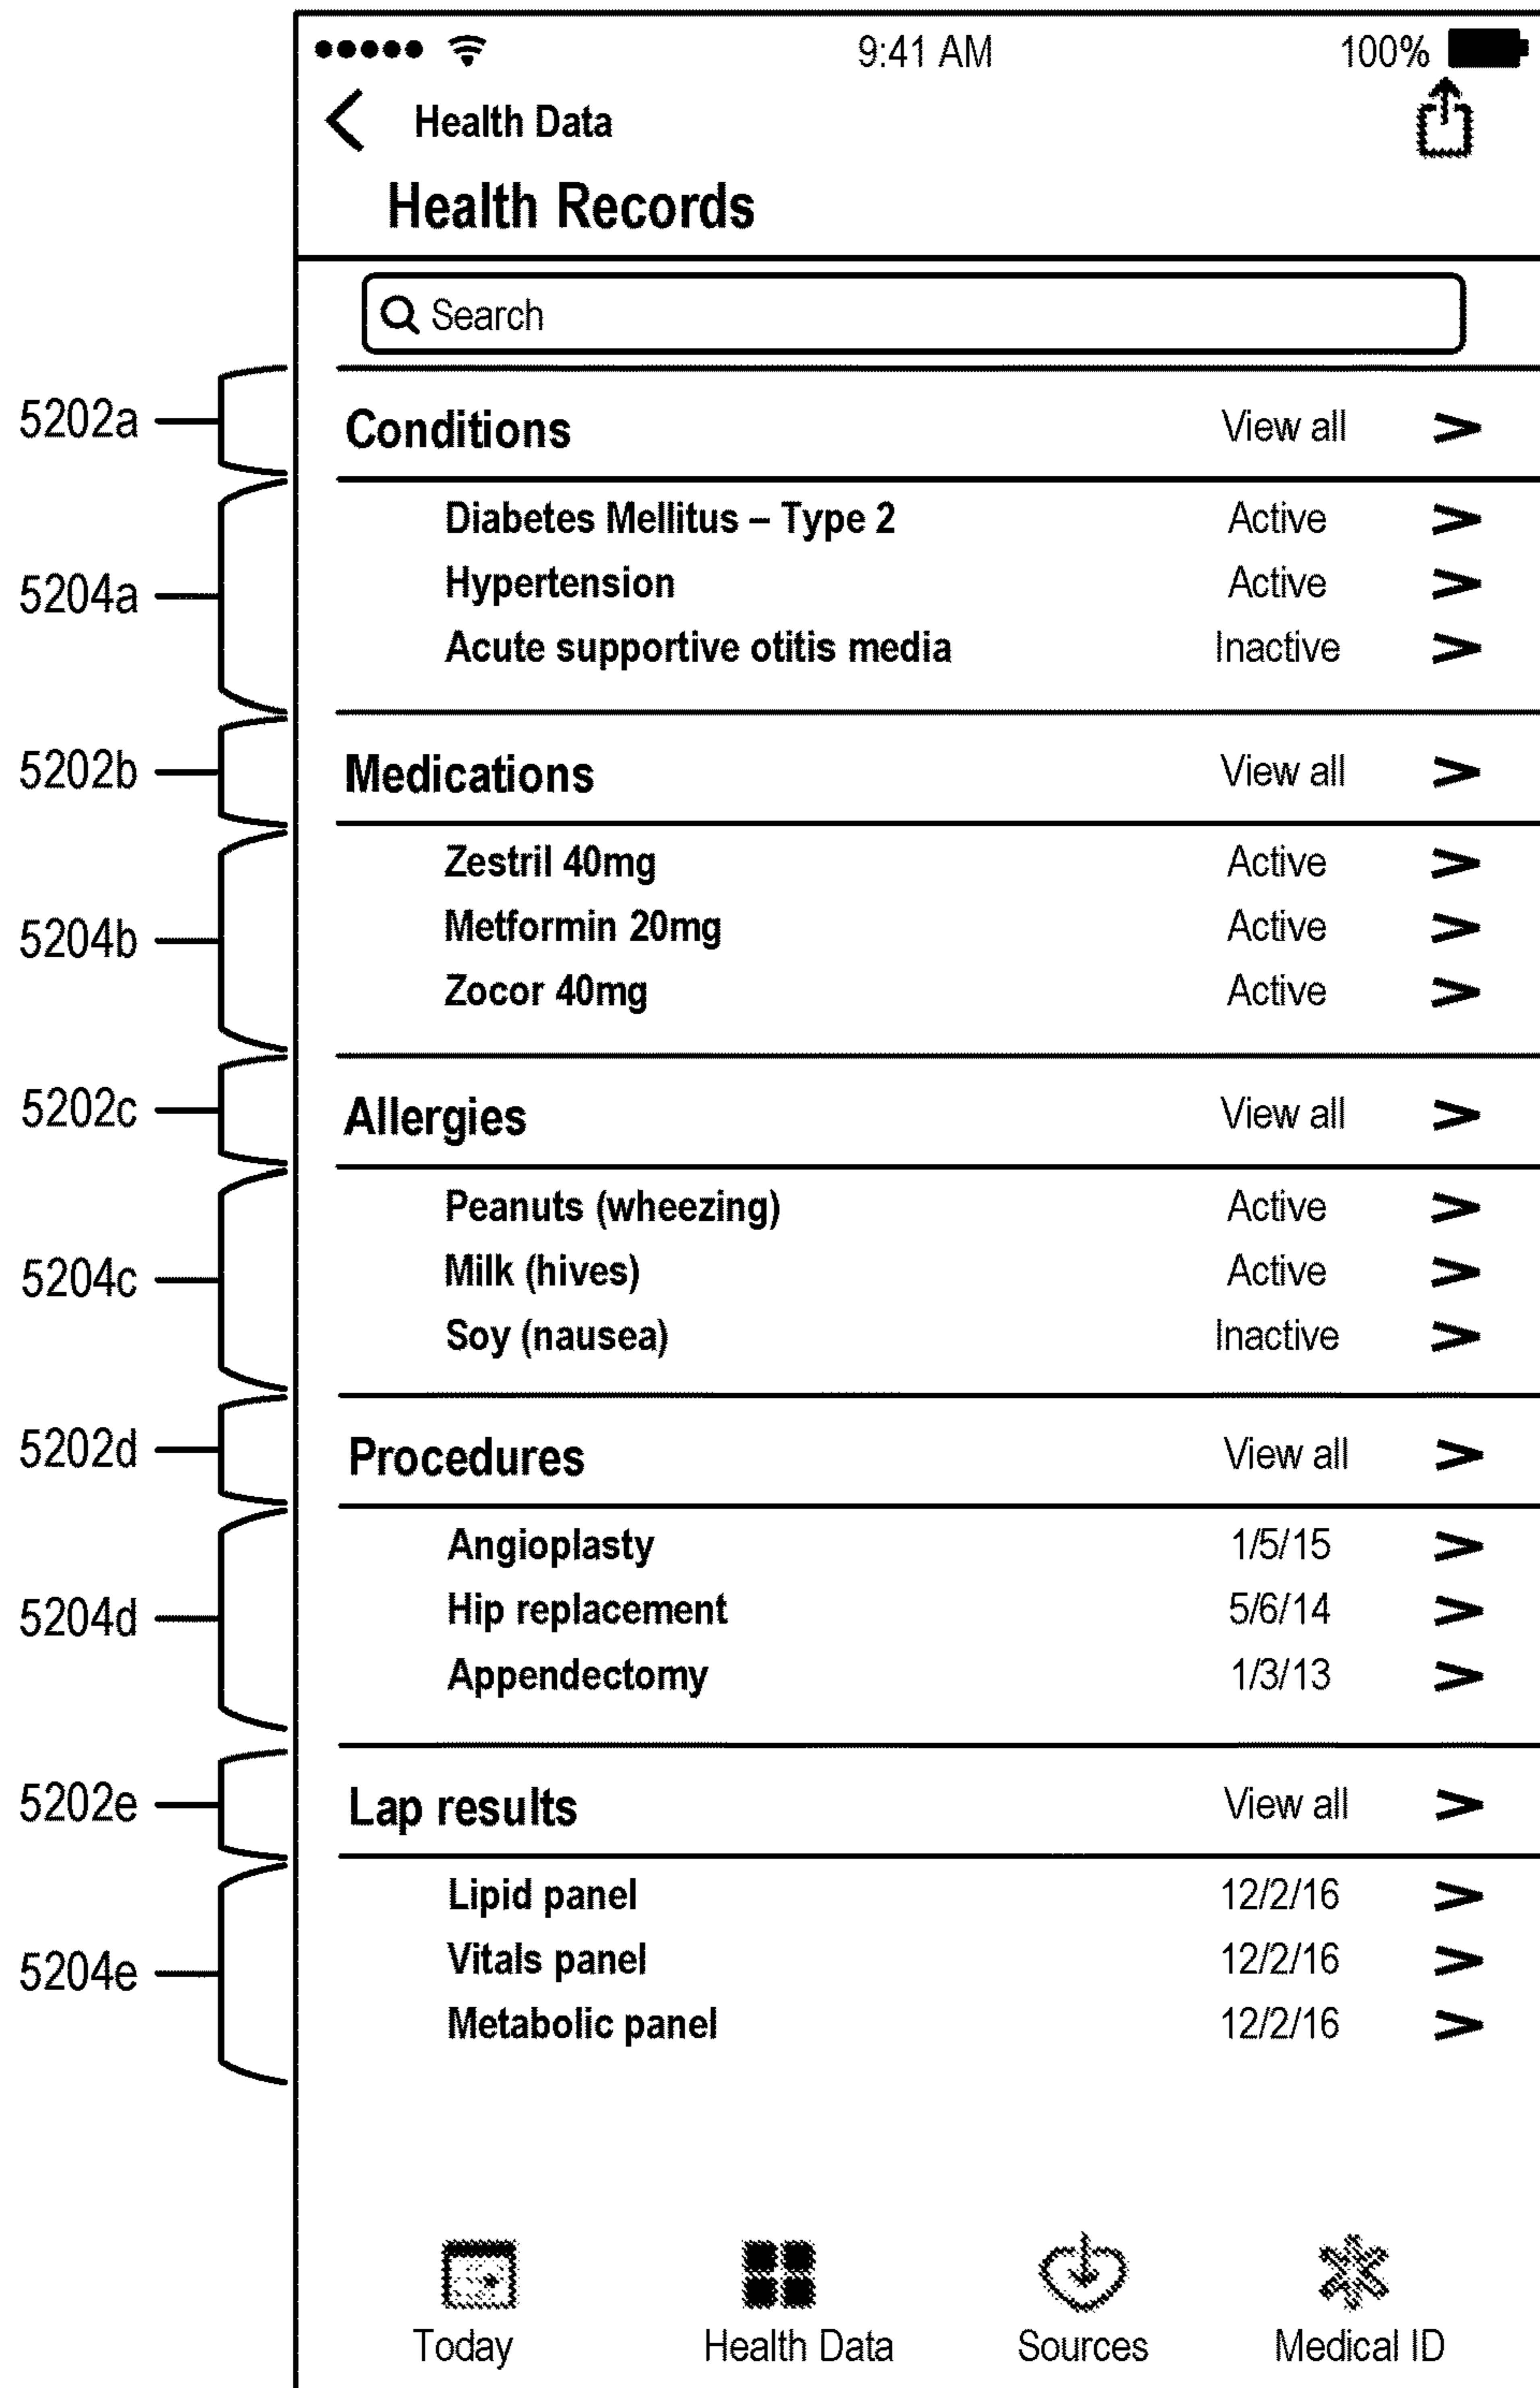 9:41 AM 100%
Health Data
Health Records
Search
5202a Conditions View all >
Diabetes Mellitus – Type 2 Active >
5204a Hypertension Active >
Acute supportive otitis media Inactive >
5202b Medications View all >
Zestril 40mg Active >
5204b Metformin 20mg Active >
Zocor 40mg Active >
5202c Allergies View all >
Peanuts (wheezing) Active >
5204c Milk (hives) Active >
Soy (nausea) Inactive >
5202d Procedures View all >
Angioplasty 1/5/15 >
5204d Hip replacement 5/6/14 >
Appendectomy 1/3/13 >
5202e Lap results View all >
Lipid panel 12/2/16 >
5204e Vitals panel 12/2/16 >
Metabolic panel 12/2/16 >
Today Health Data Sources Medical ID